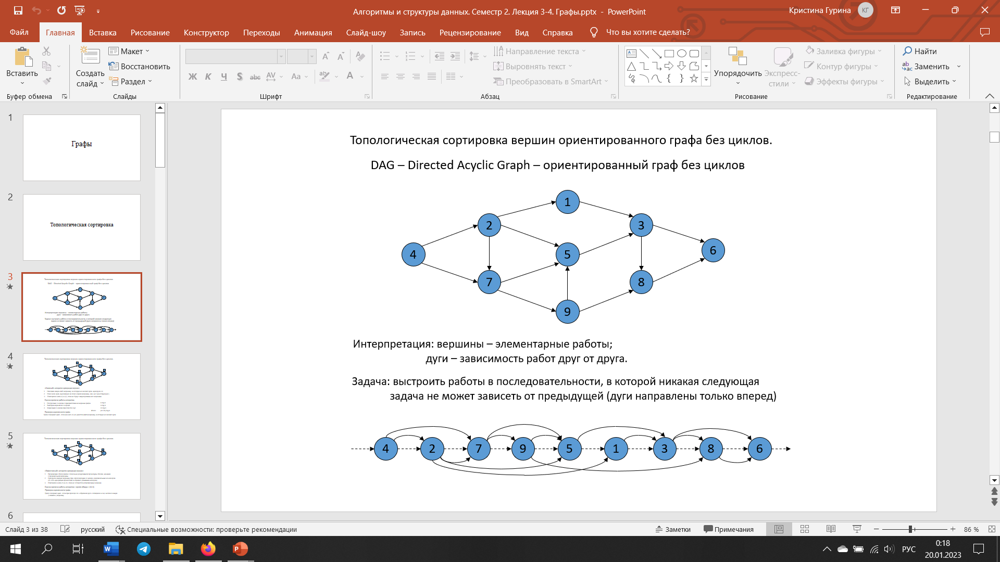 Алгоритмы и структуры данных. Семестр 2. Лекция 3-4. Графы.pptx - PowerPoint
Кристина Гурина
КГ
Файл
Главная
Вставка
Рисование
Конструктор
Переходы
Анимация
Слайд-шоу
Запись
Рецензирование
Вид
Справка
Что вы хотите сделать?
Вставить
Буфер обмена
Создать слайд
Макет
Восстановить
Раздел
Слайды
Ж К Ч S abc AV Aa
Шрифт
Направление текста
Выровнять текст
Преобразовать в SmartArt
Абзац
Упорядочить
Экспресс-стили
Заливка фигуры
Контур фигуры
Эффекты фигуры
Рисование
Найти
Заменить
Выделить
Редактирование
1
Графы
2
Топологическая сортировка
3
4
5
6
Топологическая сортировка вершин ориентированного графа без циклов.
DAG – Directed Acyclic Graph – ориентированный граф без циклов
1
2
3
4
5
6
7
8
9
Интерпретация: вершины – элементарные работы;
дуги – зависимость работ друг от друга.
Задача: выстроить работы в последовательности, в которой никакая следующая
задача не может зависеть от предыдущей (дуги направлены только вперед)
4 2 7 9 5 1 3 8 6
Слайд 3 из 38
русский
Специальные возможности: проверьте рекомендации
Заметки
Примечания
86 %
РУС
0:18
20.01.2023